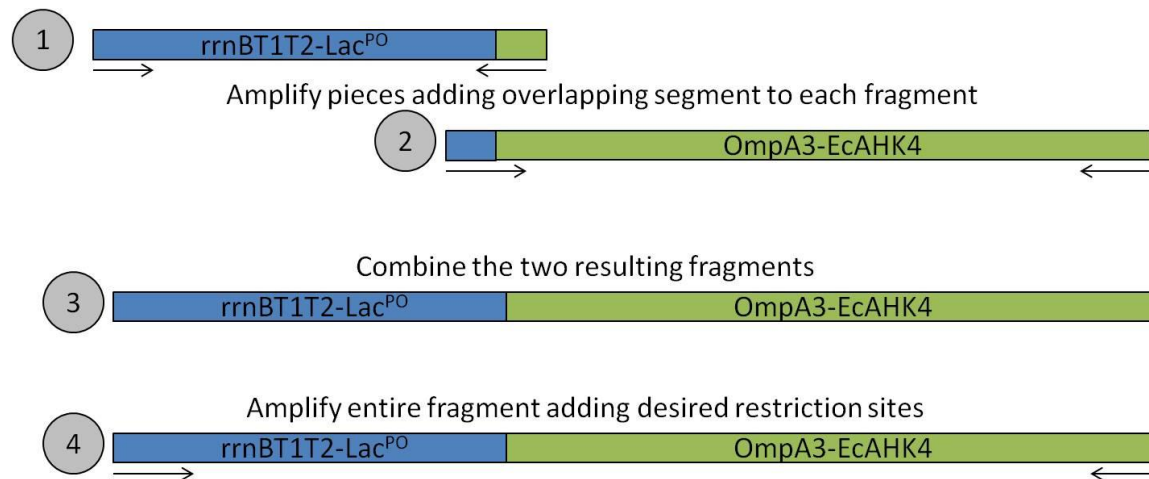 1
rrnBT1T2-Lac^PO
Amplify pieces adding overlapping segment to each fragment
2
OmpA3-EcAHK4
Combine the two resulting fragments
3
rrnBT1T2-Lac^PO OmpA3-EcAHK4
Amplify entire fragment adding desired restriction sites
4
rrnBT1T2-Lac^PO OmpA3-EcAHK4